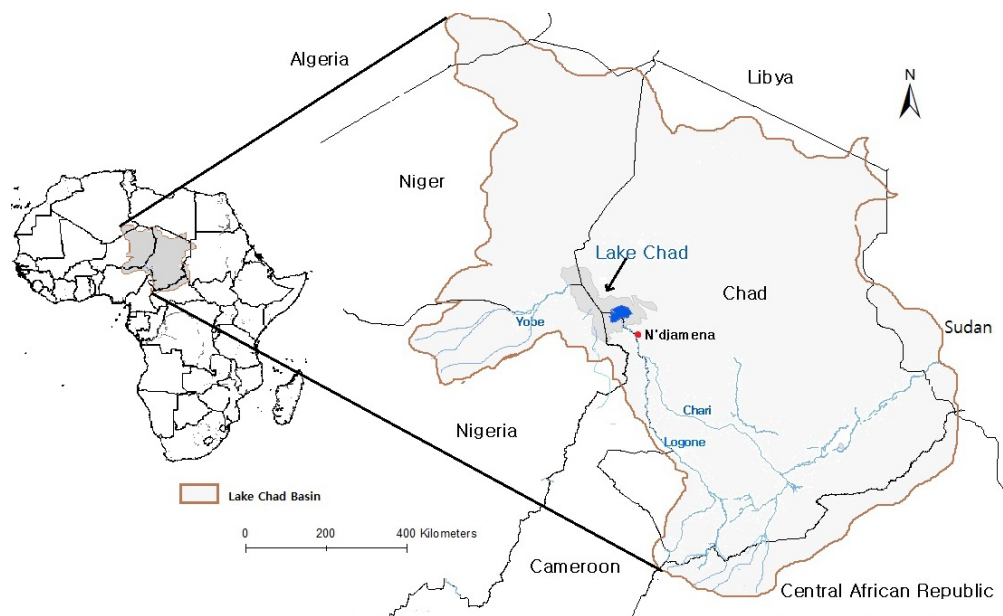 Algeria
Libya
N
Niger
Lake Chad
Chad
Sudan
Yobe
N'djamena
Chari
Nigeria
Logone
Lake Chad Basin
0 200 400 Kilometers
Cameroon
Central African Republic